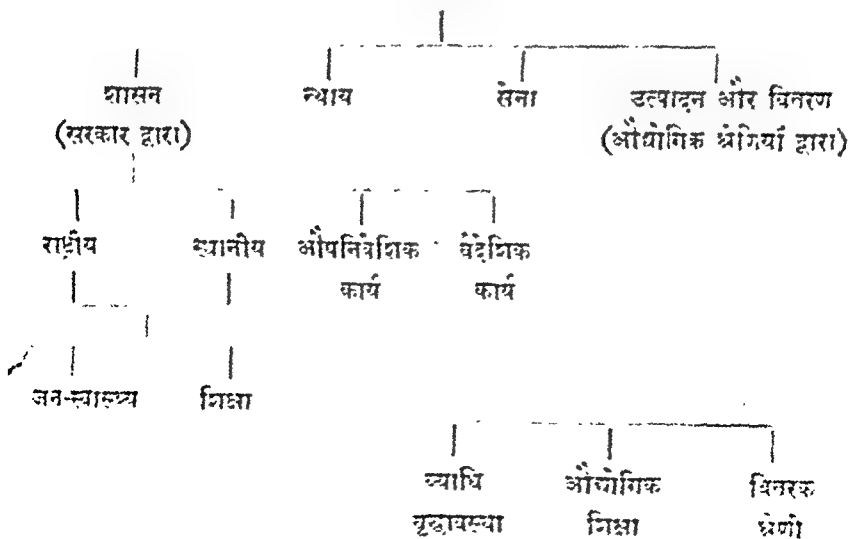 शासन न्याय सेना उत्पादन और वितरण
(सरकार द्वारा) (औद्योगिक श्रेणियों द्वारा)
राष्ट्रीय स्थानीय औपनिवेशिक वैदेशिक
कार्य कार्य
जन-स्वास्थ्य शिक्षा
व्याधि औद्योगिक वितरक
वृद्धावस्था शिक्षा श्रेणी